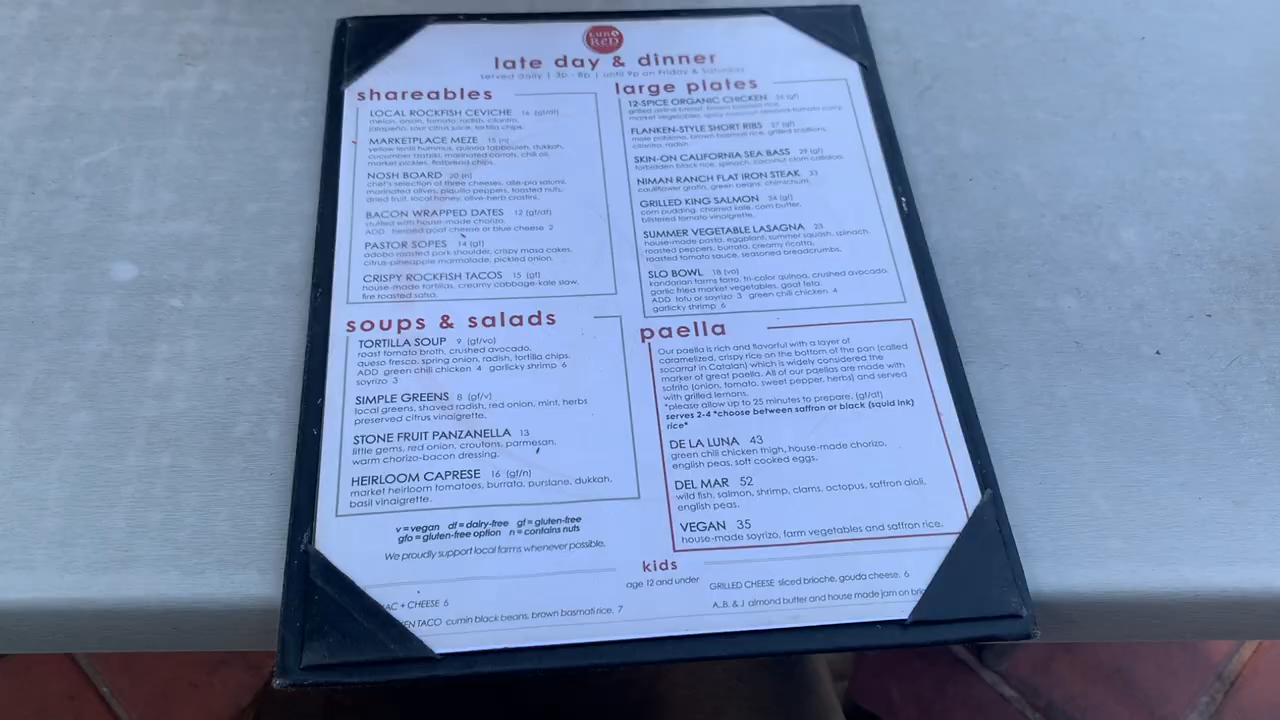 LUNA
ReD
late day & dinner
served daily | 3p - 8p | until 9p on Friday & Saturday
shareables
LOCAL ROCKFISH CEVICHE 16 (gf/df)
melon, onion, tomato, radish, cilantro,
jalapeño, sour citrus juice, tortilla chips.
MARKETPLACE MEZE 15 (n)
yellow lentil hummus, quinoa tabbouleh, dukkah,
cucumber tzatziki, marinated carrots, chili oil,
market pickles, flatbread chips.
NOSH BOARD 20 (n)
chef's selection of three cheeses, alle-pia salumi,
marinated olives, piquillo peppers, toasted nuts,
dried fruit, local honey, olive-herb crostini.
BACON WRAPPED DATES 12 (gf/df)
stuffed with house-made chorizo.
ADD herbed goat cheese or blue cheese 2
PASTOR SOPES 14 (gf)
adobo roasted pork shoulder, crispy masa cakes,
citrus-pineapple marmalade, pickled onion.
CRISPY ROCKFISH TACOS 15 (gf)
house-made tortillas, creamy cabbage-kale slaw,
fire roasted salsa.
soups & salads
TORTILLA SOUP 9 (gf/vo)
roast tomato broth, crushed avocado,
queso fresco, spring onion, radish, tortilla chips.
ADD green chili chicken 4 garlicky shrimp 6
soyrizo 3
SIMPLE GREENS 8 (gf/v)
local greens, shaved radish, red onion, mint, herbs
preserved citrus vinaigrette.
STONE FRUIT PANZANELLA 13
little gems, red onion, croutons, parmesan,
warm chorizo-bacon dressing.
HEIRLOOM CAPRESE 16 (gf/n)
market heirloom tomatoes, burrata, purslane, dukkah,
basil vinaigrette.
v = vegan df = dairy-free gf = gluten-free
gfo = gluten-free option n = contains nuts
We proudly support local farms whenever possible.
large plates
12-SPICE ORGANIC CHICKEN (gf)
market vegetables,
FLANKEN-STYLE SHORT RIBS 27 (gf)
mole poblano, brown basmati rice, grilled scallions,
cilantro, radish.
SKIN-ON CALIFORNIA SEA BASS 29 (gf)
forbidden black rice, spinach, coconut clam callaloo.
NIMAN RANCH FLAT IRON STEAK 33
cauliflower gratin, green beans, chimichurri.
GRILLED KING SALMON 34 (gf)
corn pudding, charred kale, corn butter,
blistered tomato vinaigrette.
SUMMER VEGETABLE LASAGNA 23
house-made pasta, eggplant, summer squash, spinach,
roasted peppers, burrata, creamy ricotta,
roasted tomato sauce, seasoned breadcrumbs.
SLO BOWL 18 (vo)
kandarian farms farro, tri-color quinoa, crushed avocado,
garlic fried market vegetables, goat feta.
ADD tofu or soyrizo 3 green chili chicken 4
garlicky shrimp 6
paella
Our paella is rich and flavorful with a layer of
caramelized, crispy rice on the bottom of the pan (called
socarrat in Catalan) which is widely considered the
marker of great paella. All of our paellas are made with
sofrito (onion, tomato, sweet pepper, herbs) and served
with grilled lemons.
*please allow up to 25 minutes to prepare. (gf/df)
serves 2-4 *choose between saffron or black (squid ink)
rice*
DE LA LUNA 43
green chili chicken thigh, house-made chorizo,
english peas, soft cooked eggs.
DEL MAR 52
wild fish, salmon, shrimp, clams, octopus, saffron aioli,
english peas.
VEGAN 35
house-made soyrizo, farm vegetables and saffron rice.
kids
age 12 and under
AC + CHEESE 6
EN TACO cumin black beans, brown basmati rice. 7
GRILLED CHEESE sliced brioche, gouda cheese. 6
A..B. & J almond butter and house made jam on brio